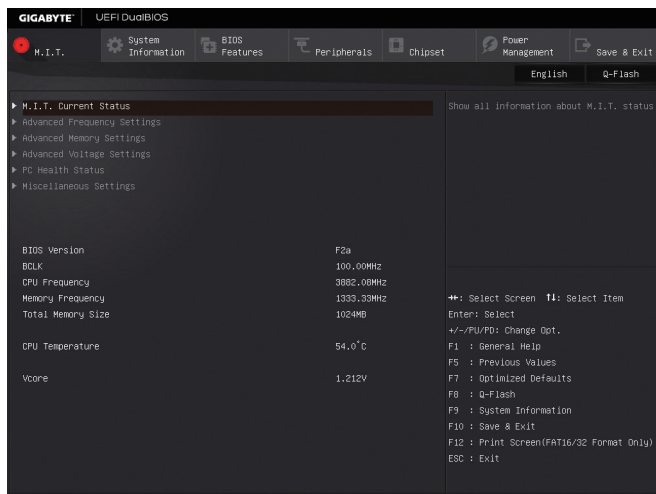 GIGABYTE™ UEFI DualBIOS
M.I.T.
System Information
BIOS Features
Peripherals
Chipset
Power Management
Save & Exit
English
Q-Flash
M.I.T. Current Status
Advanced Frequency Settings
Advanced Memory Settings
Advanced Voltage Settings
PC Health Status
Miscellaneous Settings
Show all information about M.I.T. status
BIOS Version F2a
BCLK 100.00MHz
CPU Frequency 3882.08MHz
Memory Frequency 1333.33MHz
Total Memory Size 1024MB
CPU Temperature 54.0°C
Vcore 1.212V
→←: Select Screen ↑↓: Select Item
Enter: Select
+/-/PU/PD: Change Opt.
F1 : General Help
F5 : Previous Values
F7 : Optimized Defaults
F8 : Q-Flash
F9 : System Information
F10 : Save & Exit
F12 : Print Screen(FAT16/32 Format Only)
ESC : Exit